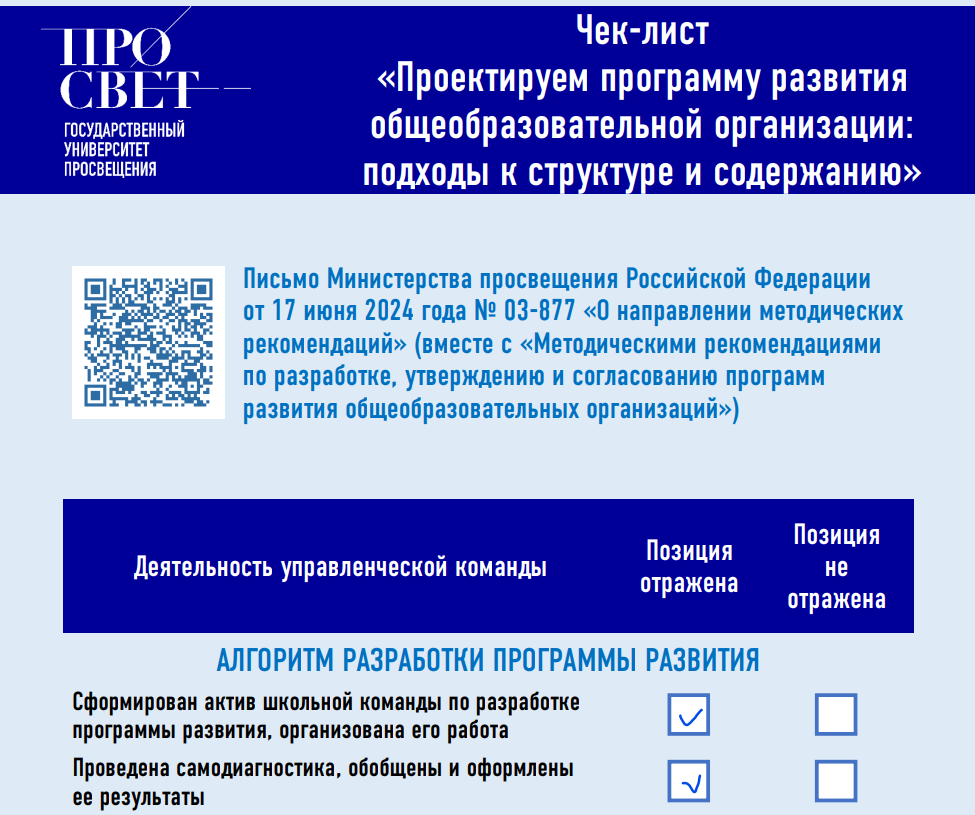 ПРО
СВЕТ
ГОСУДАРСТВЕННЫЙ
УНИВЕРСИТЕТ
ПРОСВЕЩЕНИЯ
Чек-лист
«Проектируем программу развития
общеобразовательной организации:
подходы к структуре и содержанию»
Письмо Министерства просвещения Российской Федерации
от 17 июня 2024 года № 03-877 «О направлении методических
рекомендаций» (вместе с «Методическими рекомендациями
по разработке, утверждению и согласованию программ
развития общеобразовательных организаций»)
Деятельность управленческой команды
Позиция
отражена
Позиция
не
отражена
АЛГОРИТМ РАЗРАБОТКИ ПРОГРАММЫ РАЗВИТИЯ
Сформирован актив школьной команды по разработке
программы развития, организована его работа
Проведена самодиагностика, обобщены и оформлены
ее результаты